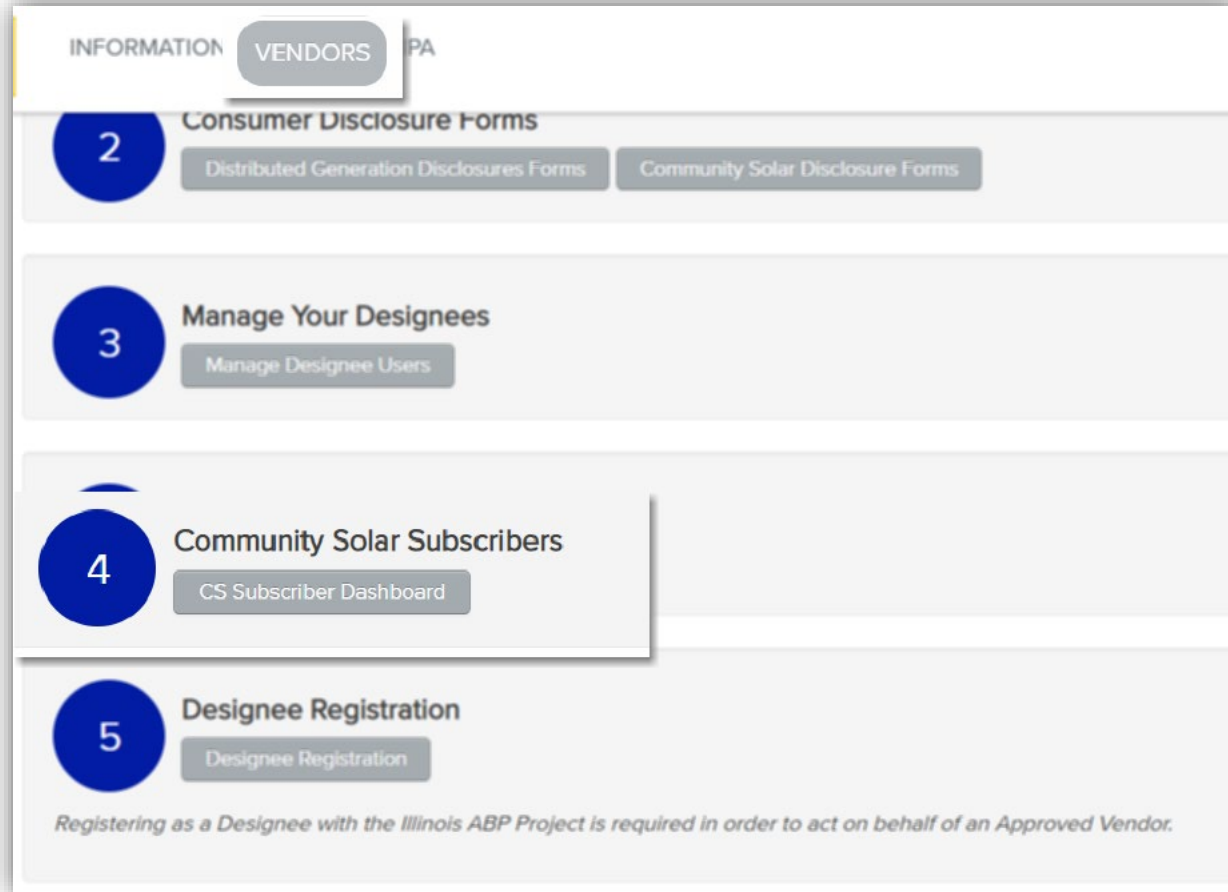 INFORMATION VENDORS IPA
2 Consumer Disclosure Forms
Distributed Generation Disclosures Forms Community Solar Disclosure Forms
3 Manage Your Designees
Manage Designee Users
4 Community Solar Subscribers
CS Subscriber Dashboard
5 Designee Registration
Designee Registration
Registering as a Designee with the Illinois ABP Project is required in order to act on behalf of an Approved Vendor.